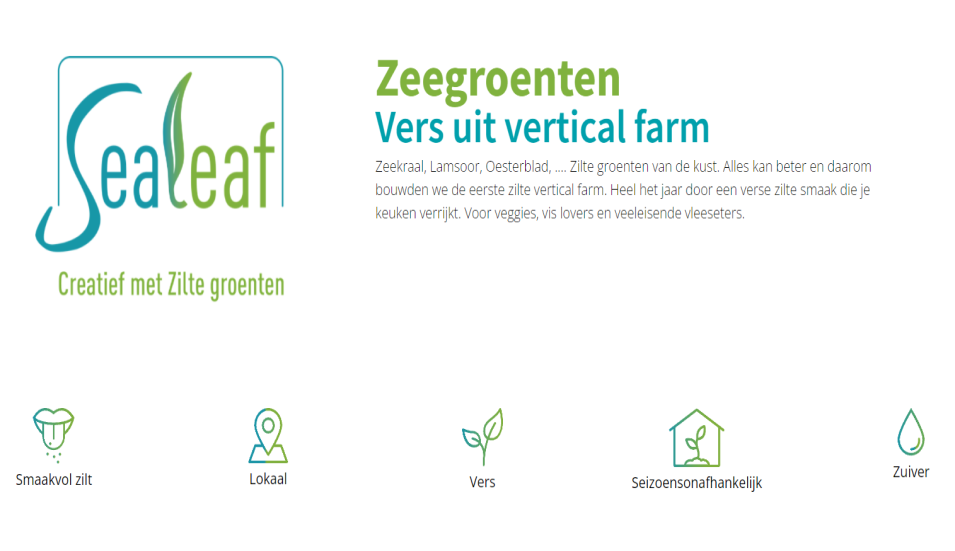 Sealeaf
Creatief met Zilte groenten
Zeegroenten
Vers uit vertical farm
Zeekraal, Lamsoor, Oesterblad, .... Zilte groenten van de kust. Alles kan beter en daarom
bouwden we de eerste zilte vertical farm. Heel het jaar door een verse zilte smaak die je
keuken verrijkt. Voor veggies, vis lovers en veeleisende vleeseters.
Smaakvol zilt
Lokaal
Vers
Seizoensonafhankelijk
Zuiver